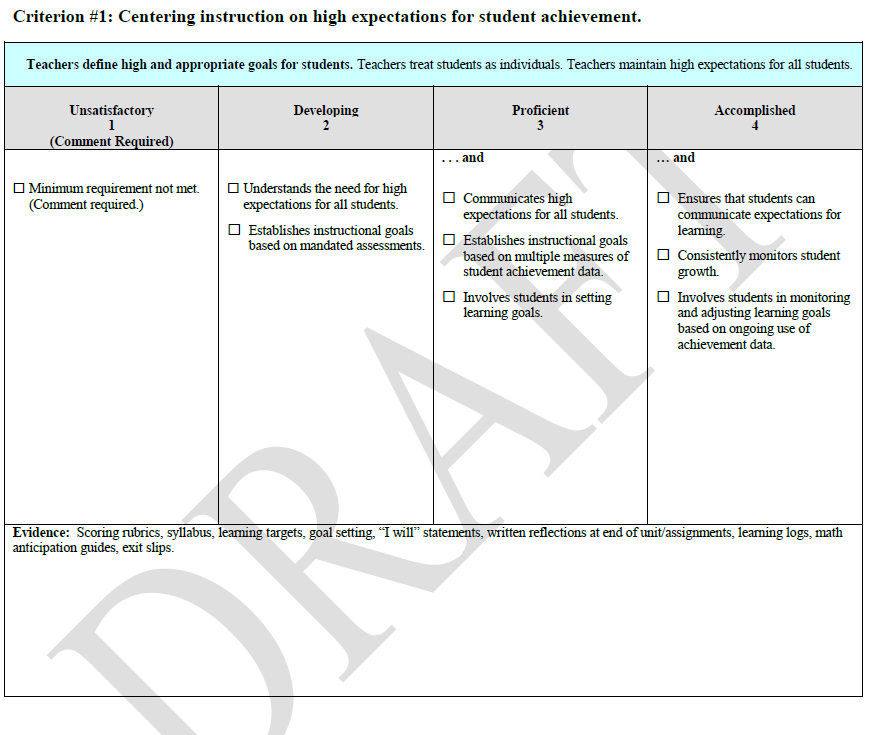 Criterion #1: Centering instruction on high expectations for student achievement.
Teachers define high and appropriate goals for students. Teachers treat students as individuals. Teachers maintain high expectations for all students.
Unsatisfactory
1
(Comment Required)
Developing
2
Proficient
3
Accomplished
4
Minimum requirement not met.
(Comment required.)
Understands the need for high
expectations for all students.
Establishes instructional goals
based on mandated assessments.
. . . and
Communicates high
expectations for all students.
Establishes instructional goals
based on multiple measures of
student achievement data.
Involves students in setting
learning goals.
... and
Ensures that students can
communicate expectations for
learning.
Consistently monitors student
growth.
Involves students in monitoring
and adjusting learning goals
based on ongoing use of
achievement data.
Evidence: Scoring rubrics, syllabus, learning targets, goal setting, “I will” statements, written reflections at end of unit/assignments, learning logs, math
anticipation guides, exit slips.
DRAFT